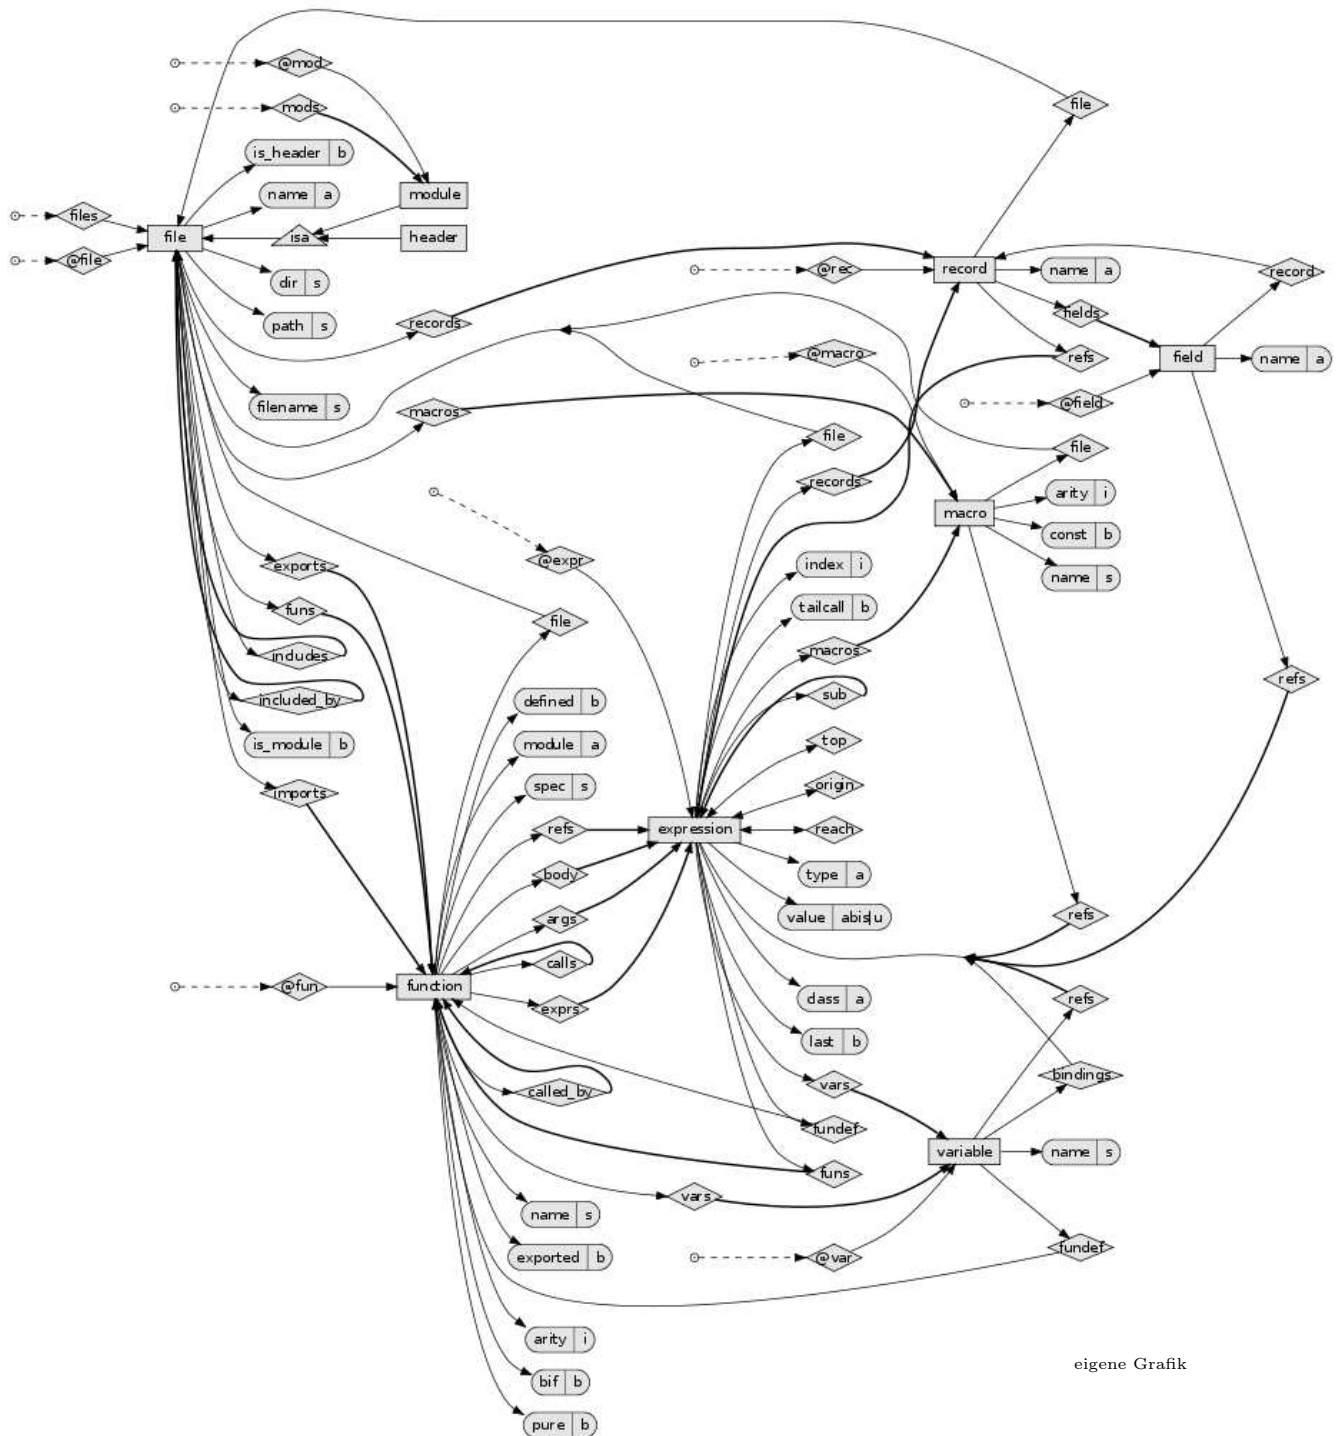 file
@mod
mods
file
is_header b
name a
module
files
file
isa
header
@file
@rec
record
name a
record
dir s
path s
records
fields
@macro
refs
field
name a
filename s
macros
@field
file
file
records
arity i
macro
const b
@expr
exports
index i
name s
funs
tailcall b
file
includes
macros
refs
included_by
defined b
sub
is_module b
module a
top
imports
spec s
origin
refs
expression
reach
body
type a
args
value abis|u
refs
calls
@fun
function
class a
refs
exprs
last b
bindings
called_by
vars
fundef
variable
name s
funs
vars
name s
exported b
@var
fundef
arity i
bif b
pure b
eigene Grafik